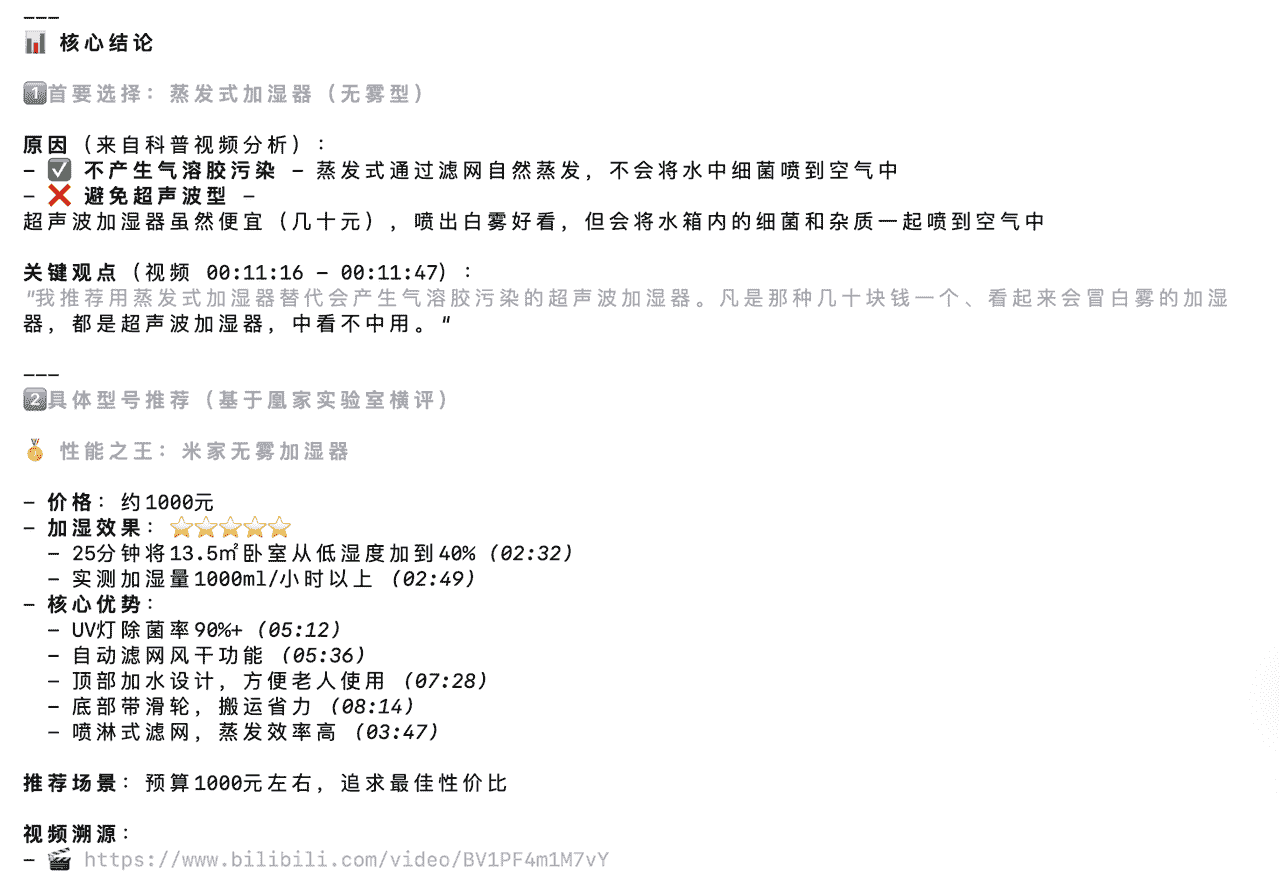 ---
📊 核心结论
1️⃣首要选择：蒸发式加湿器（无雾型）
原因（来自科普视频分析）：
- ☑️ 不产生气溶胶污染 - 蒸发式通过滤网自然蒸发，不会将水中细菌喷到空气中
- ❌ 避免超声波型 -
超声波加湿器虽然便宜（几十元），喷出白雾好看，但会将水箱内的细菌和杂质一起喷到空气中
关键观点（视频 00:11:16 - 00:11:47）：
"我推荐用蒸发式加湿器替代会产生气溶胶污染的超声波加湿器。凡是那种几十块钱一个、看起来会冒白雾的加湿
器，都是超声波加湿器，中看不中用。"
---
2️⃣具体型号推荐（基于凰家实验室横评）
🏅 性能之王：米家无雾加湿器
- 价格：约1000元
- 加湿效果：⭐⭐⭐⭐⭐
- 25分钟将13.5㎡卧室从低湿度加到40%（02:32）
- 实测加湿量1000ml/小时以上（02:49）
- 核心优势：
- UV灯除菌率90%+（05:12）
- 自动滤网风干功能（05:36）
- 顶部加水设计，方便老人使用（07:28）
- 底部带滑轮，搬运省力（08:14）
- 喷淋式滤网，蒸发效率高（03:47）
推荐场景：预算1000元左右，追求最佳性价比
视频溯源：
- 🎬 https://www.bilibili.com/video/BV1PF4m1M7vY